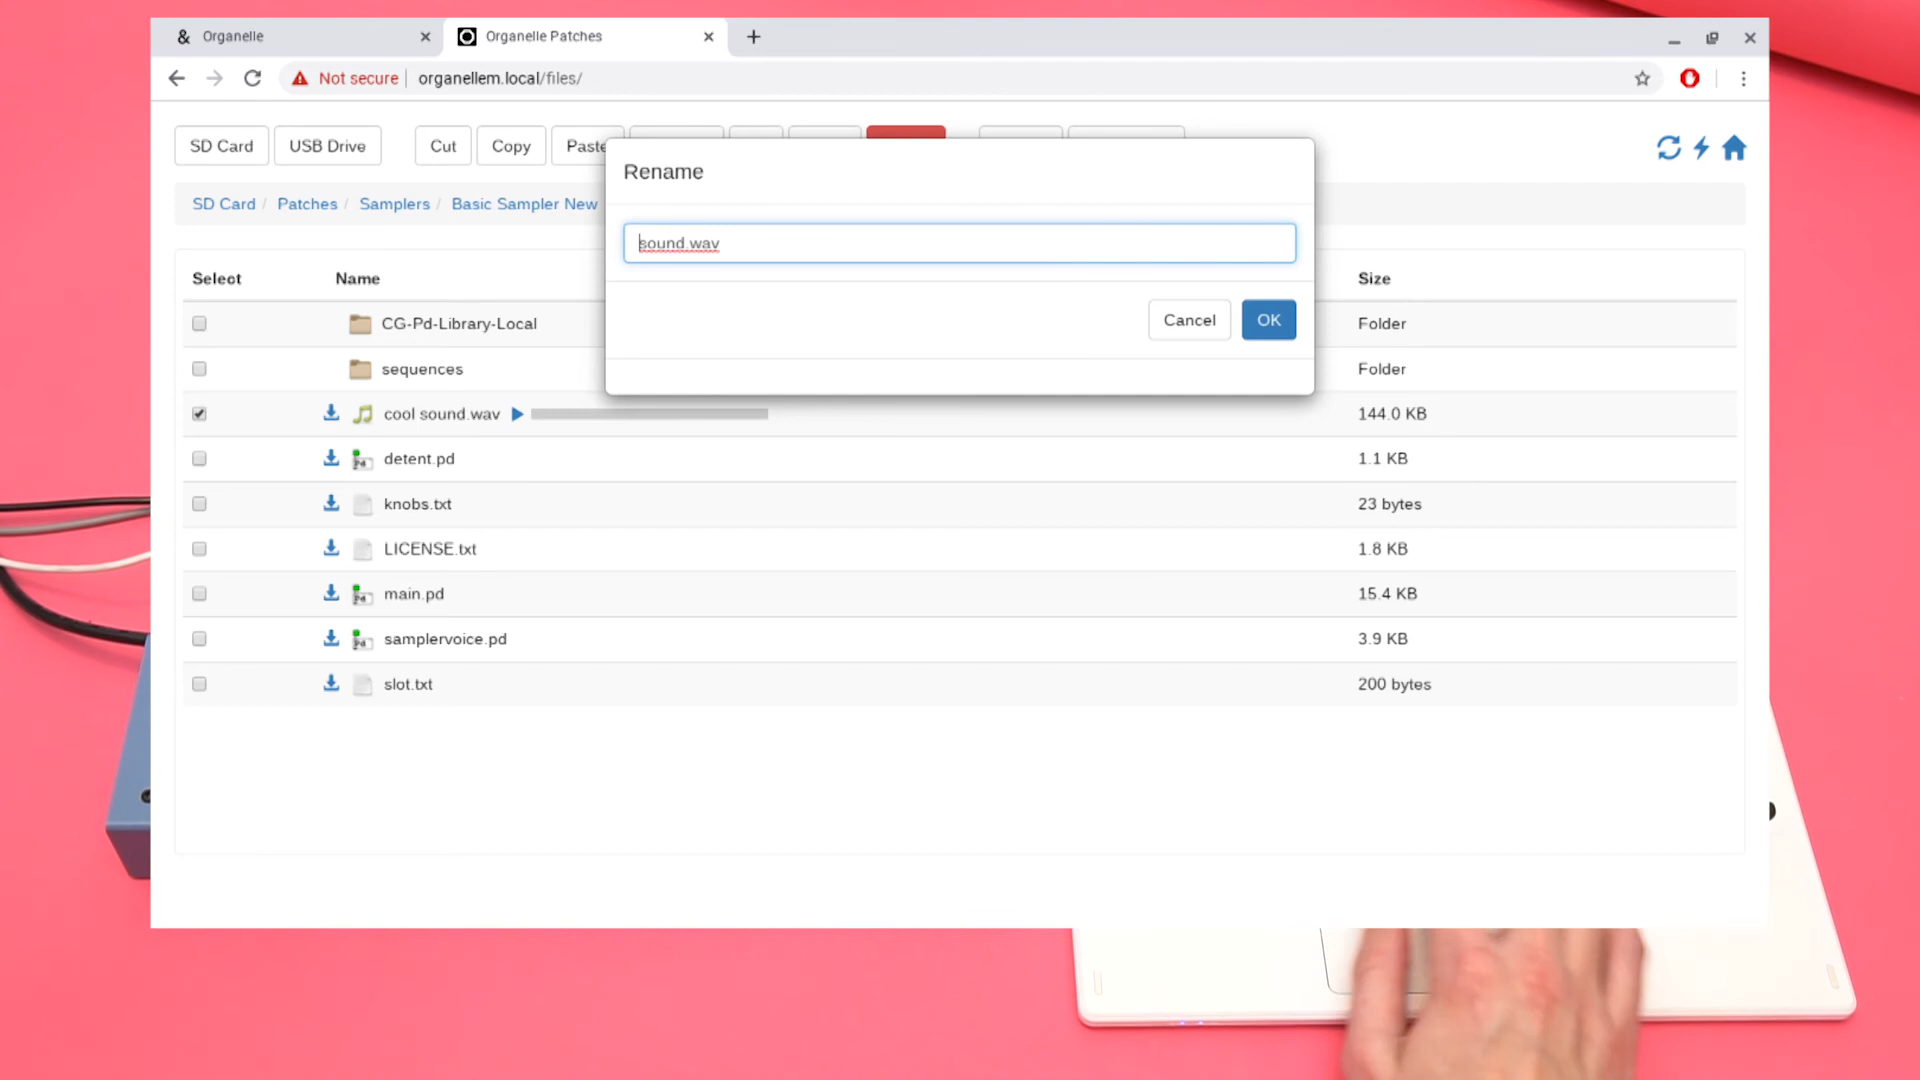 & Organelle
Organelle Patches
Not secure organellem.local/files/
SD Card USB Drive Cut Copy Paste
SD Card / Patches / Samplers / Basic Sampler New
Rename
sound.wav
Cancel OK
Select Name Size
CG-Pd-Library-Local Folder
sequences Folder
cool sound.wav 144.0 KB
detent.pd 1.1 KB
knobs.txt 23 bytes
LICENSE.txt 1.8 KB
main.pd 15.4 KB
samplervoice.pd 3.9 KB
slot.txt 200 bytes